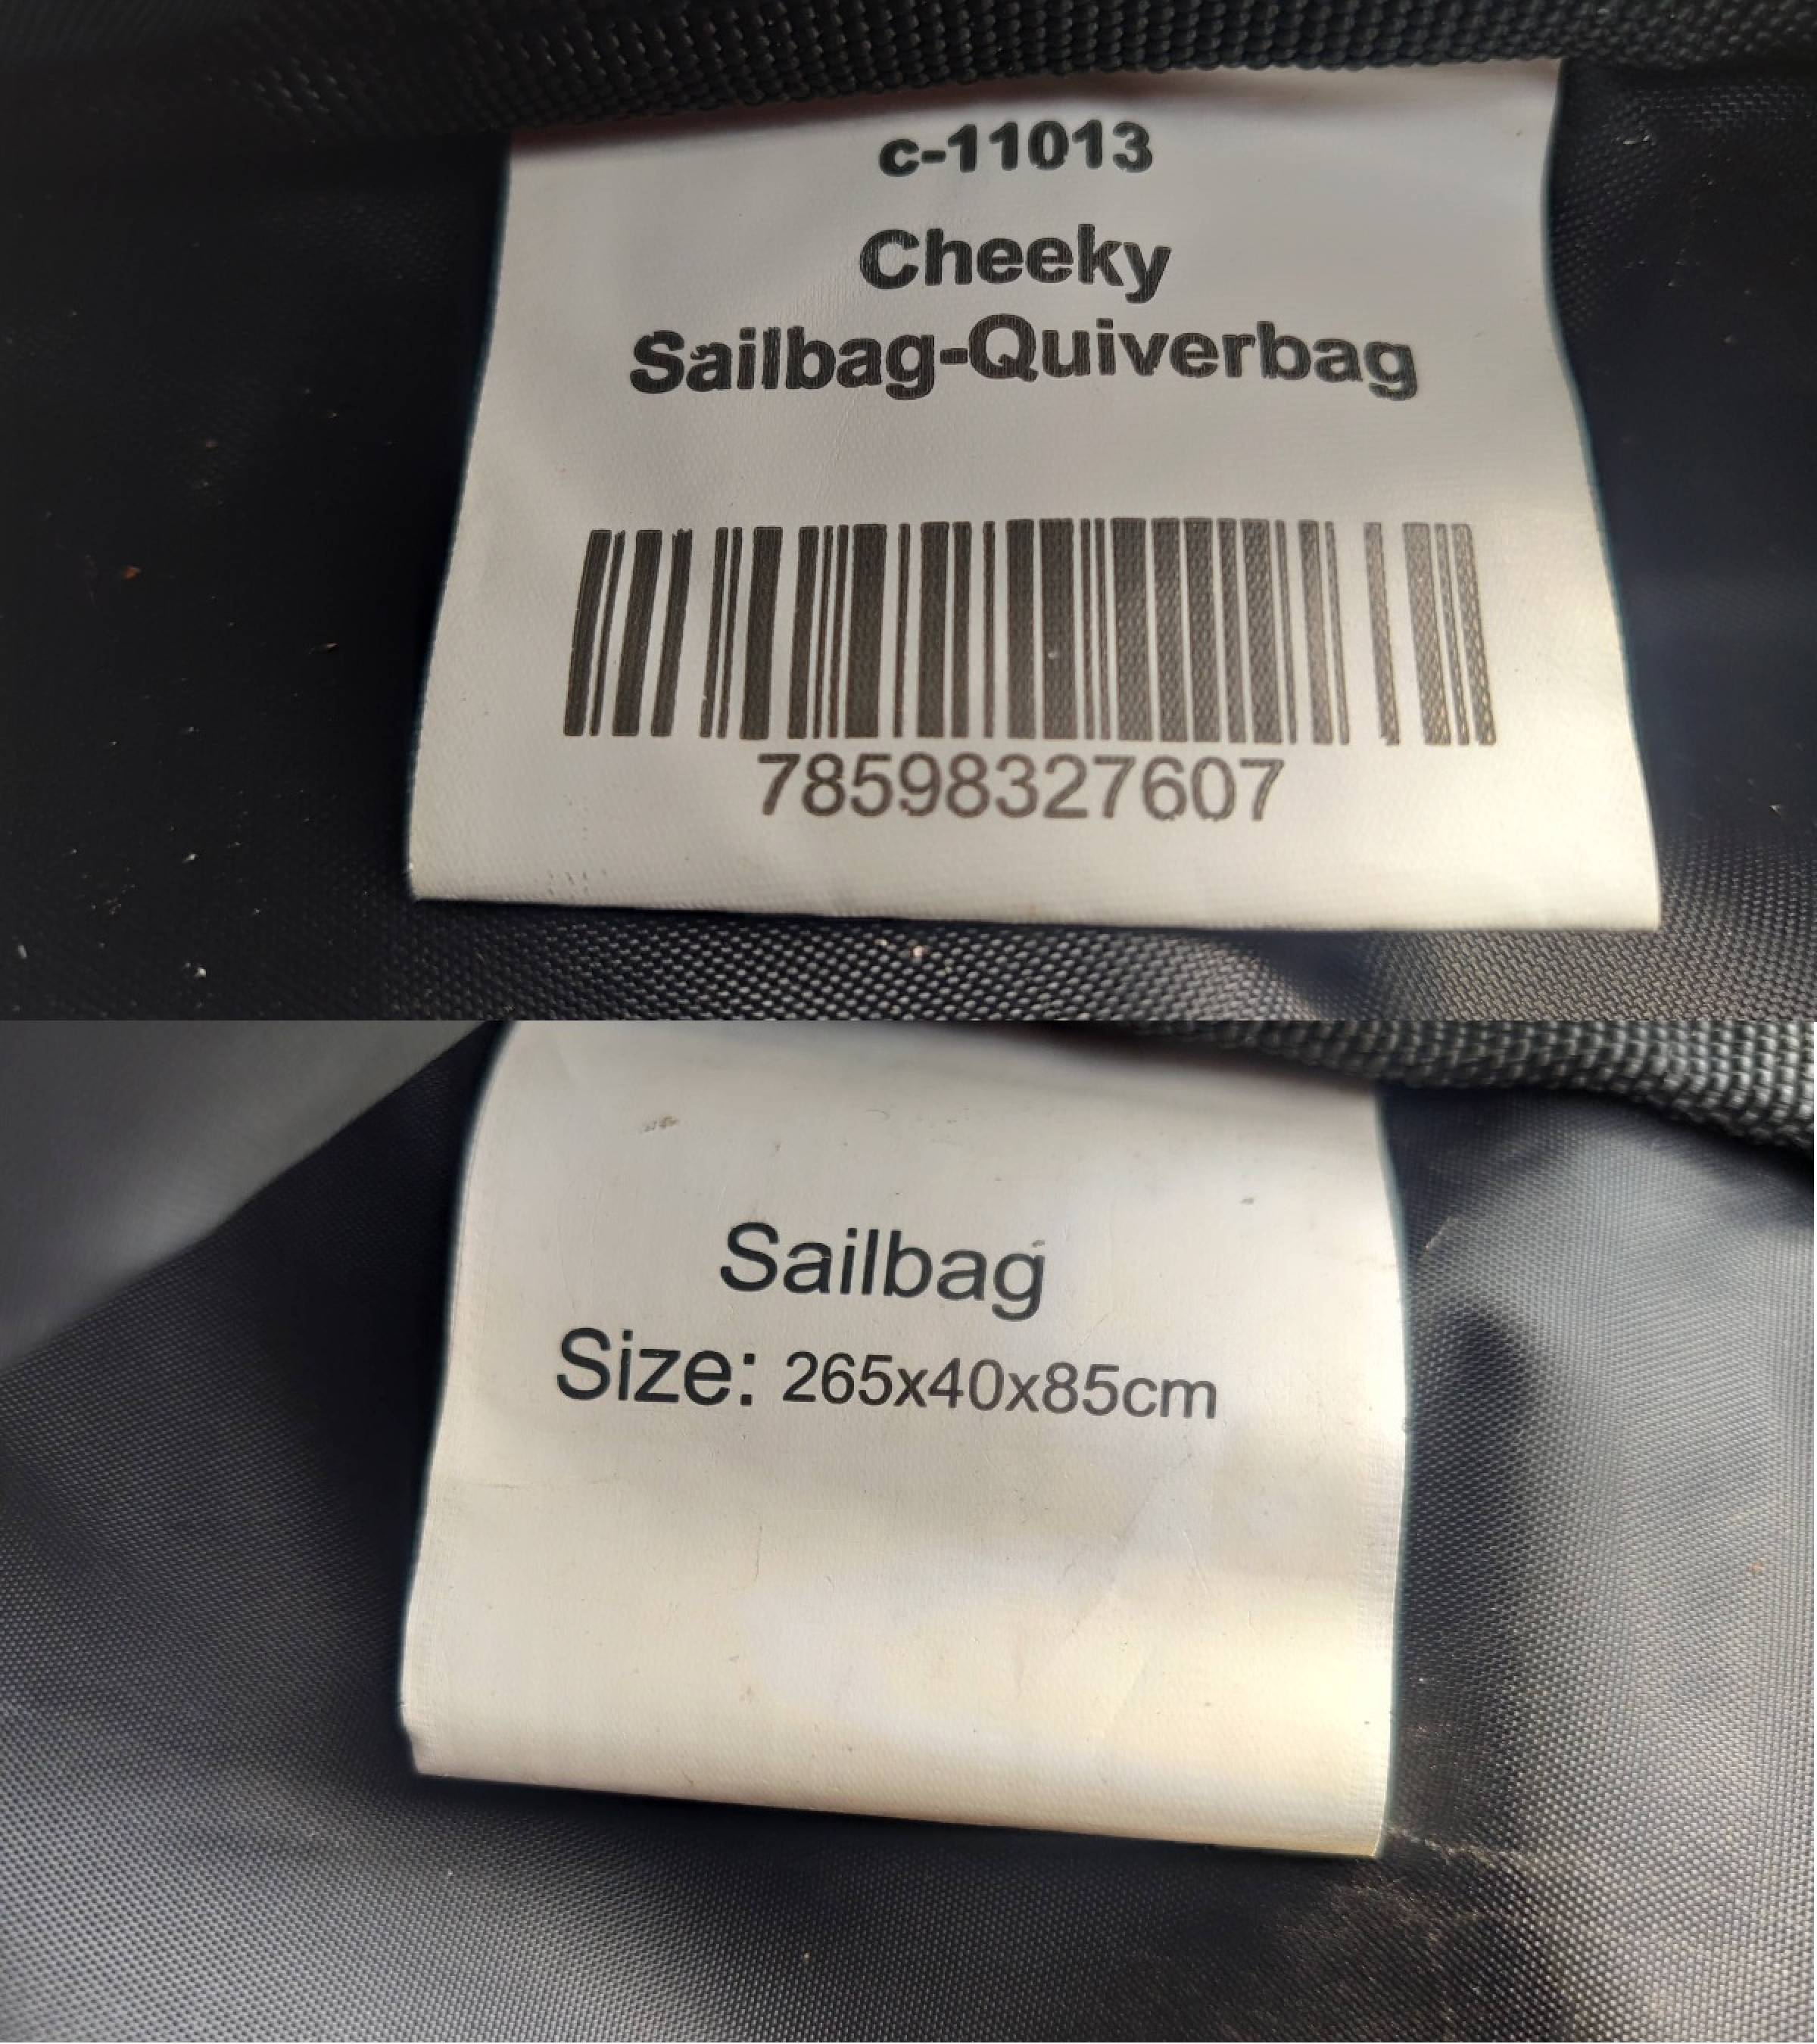 c-11013
Cheeky
Sailbag-Quiverbag
78598327607
Sailbag
Size: 265x40x85cm